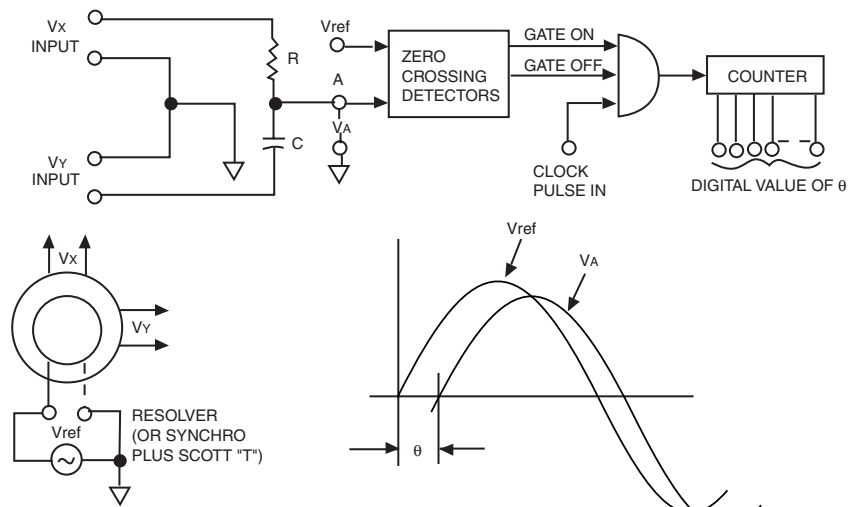 VX
INPUT
VY
INPUT
R
C
A
VA
Vref
ZERO
CROSSING
DETECTORS
GATE ON
GATE OFF
CLOCK
PULSE IN
COUNTER
DIGITAL VALUE OF θ
VX
VY
Vref
RESOLVER
(OR SYNCHRO
PLUS SCOTT "T")
Vref
VA
θ